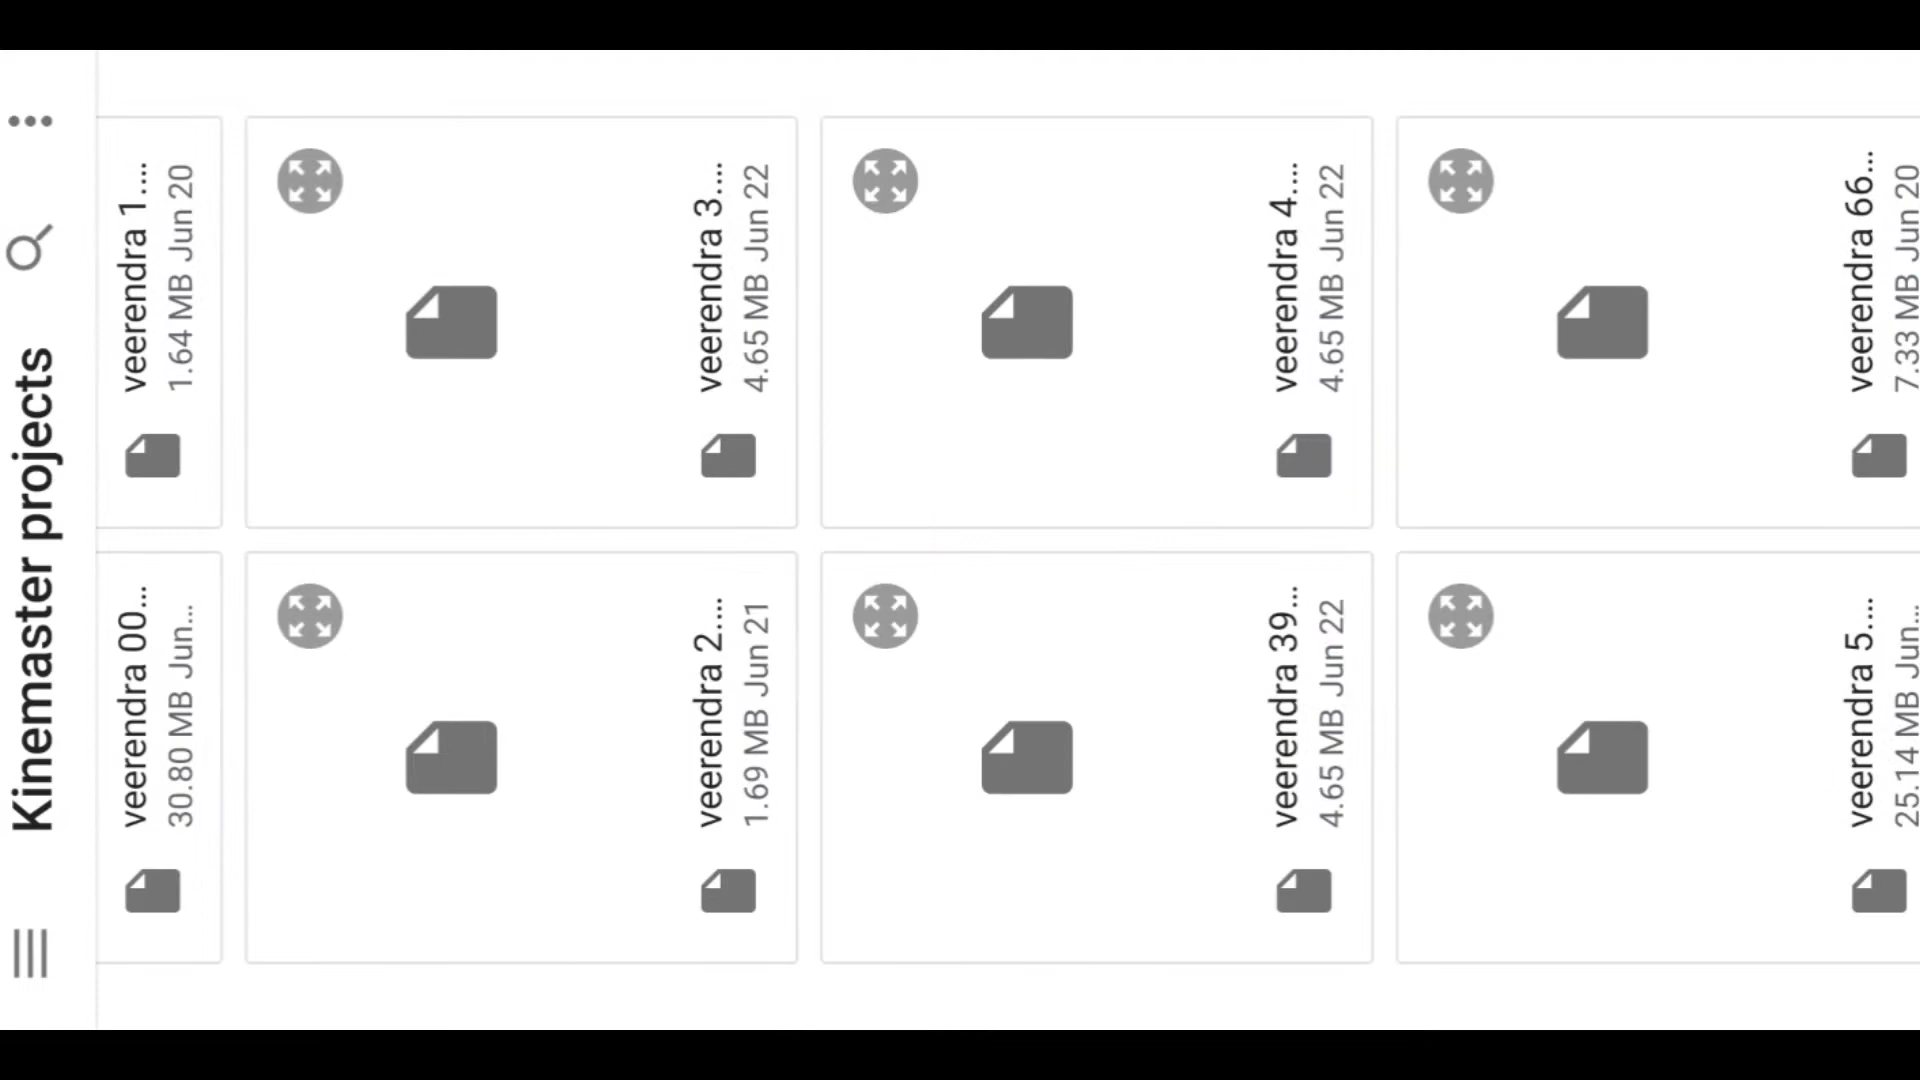 Kinemaster projects
veerendra 00...
30.80 MB Jun...
veerendra 1....
1.64 MB Jun 20
veerendra 2....
1.69 MB Jun 21
veerendra 3....
4.65 MB Jun 22
veerendra 39...
4.65 MB Jun 22
veerendra 4....
4.65 MB Jun 22
veerendra 5....
25.14 MB Jun...
veerendra 66...
7.33 MB Jun 20